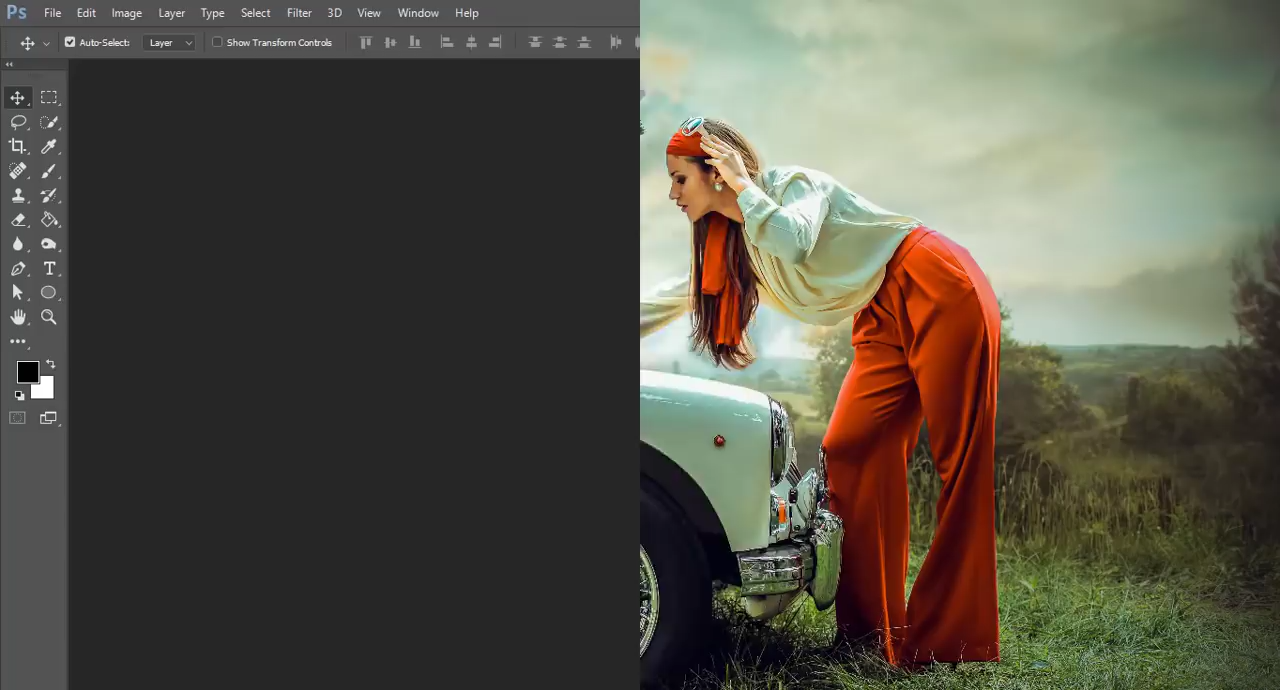 Ps File Edit Image Layer Type Select Filter 3D View Window Help
Auto-Select: Layer Show Transform Controls